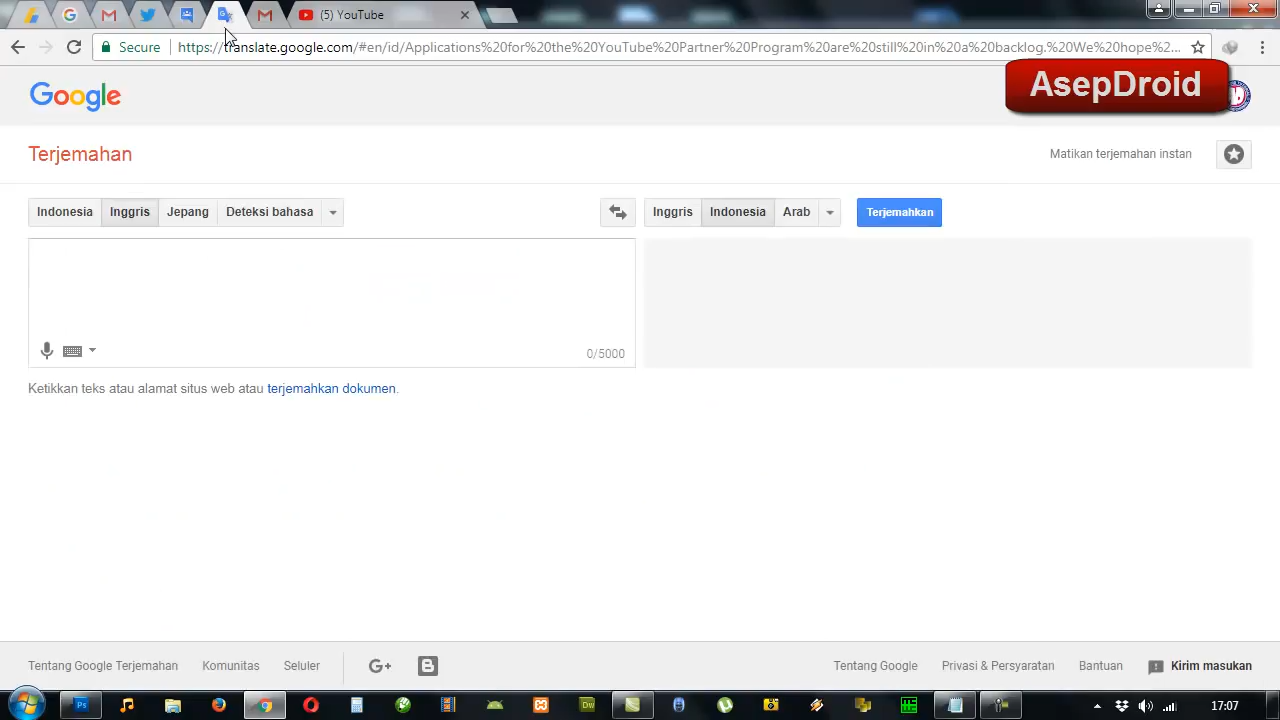 (5) YouTube
Secure https://translate.google.com/#en/id/Applications%20for%20the%20YouTube%20Partner%20Program%20are%20still%20in%20a%20backlog.%20We%20hope%2...
Google
AsepDroid
Terjemahan
Matikan terjemahan instan
Indonesia Inggris Jepang Deteksi bahasa
Inggris Indonesia Arab Terjemahkan
0/5000
Ketikkan teks atau alamat situs web atau terjemahkan dokumen.
Tentang Google Terjemahan Komunitas Seluler G+ B Tentang Google Privasi & Persyaratan Bantuan Kirim masukan
Ps Dw 17:07